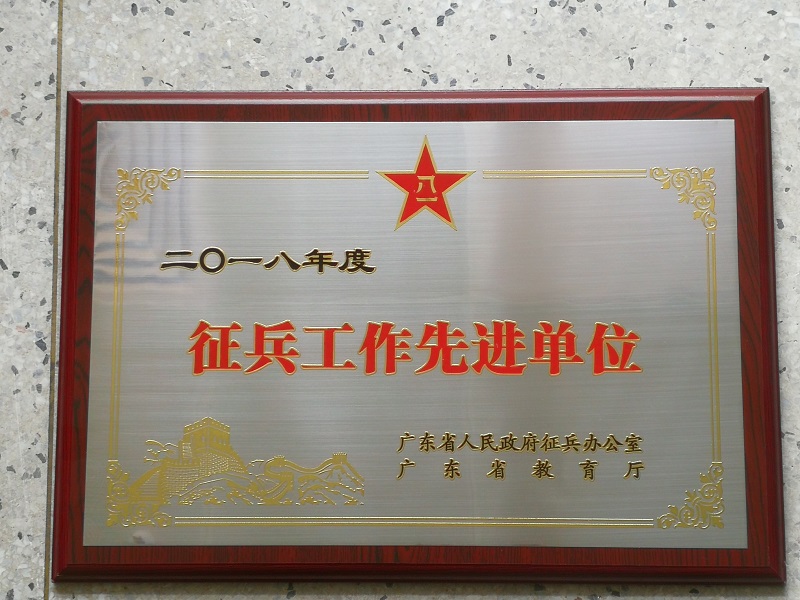 八一
二〇一八年度
征兵工作先进单位
广东省人民政府征兵办公室
广东省教育厅